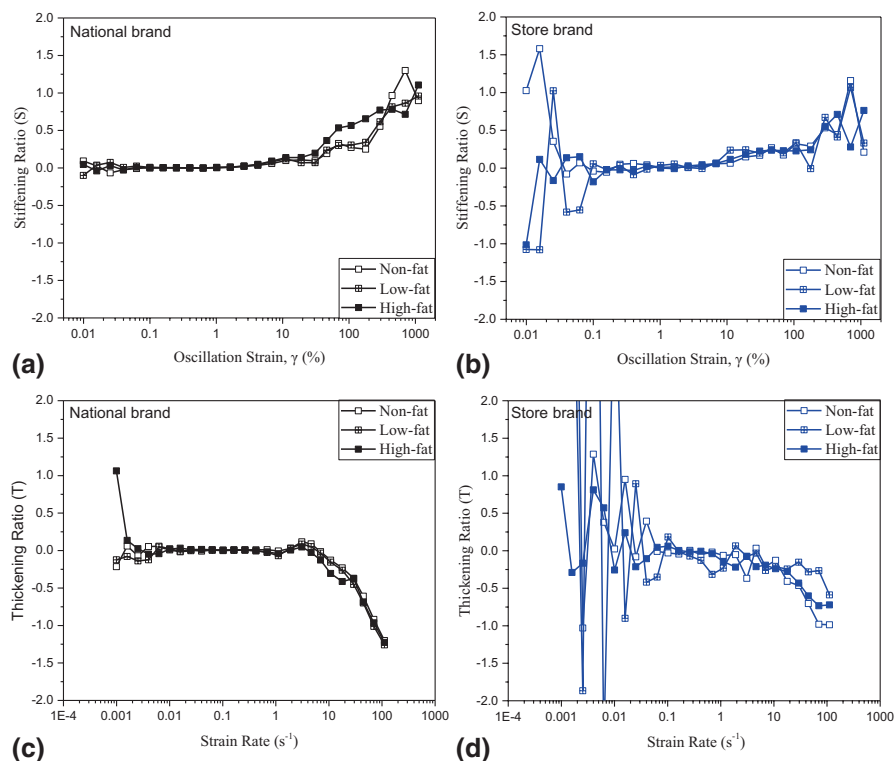 National brand
2.0
1.5
1.0
0.5
0.0
-0.5
-1.0
-1.5
-2.0
Stiffening Ratio (S)
Non-fat
Low-fat
High-fat
0.01 0.1 1 10 100 1000
Oscillation Strain, γ (%)
(a)
Store brand
2.0
1.5
1.0
0.5
0.0
-0.5
-1.0
-1.5
-2.0
Stiffening Ratio (S)
Non-fat
Low-fat
High-fat
0.01 0.1 1 10 100 1000
Oscillation Strain, γ (%)
(b)
National brand
2.0
1.5
1.0
0.5
0.0
-0.5
-1.0
-1.5
-2.0
Thickening Ratio (T)
Non-fat
Low-fat
High-fat
1E-4 0.001 0.01 0.1 1 10 100 1000
Strain Rate (s⁻¹)
(c)
Store brand
2.0
1.5
1.0
0.5
0.0
-0.5
-1.0
-1.5
-2.0
Thickening Ratio (T)
Non-fat
Low-fat
High-fat
1E-4 0.001 0.01 0.1 1 10 100 1000
Strain Rate (s⁻¹)
(d)